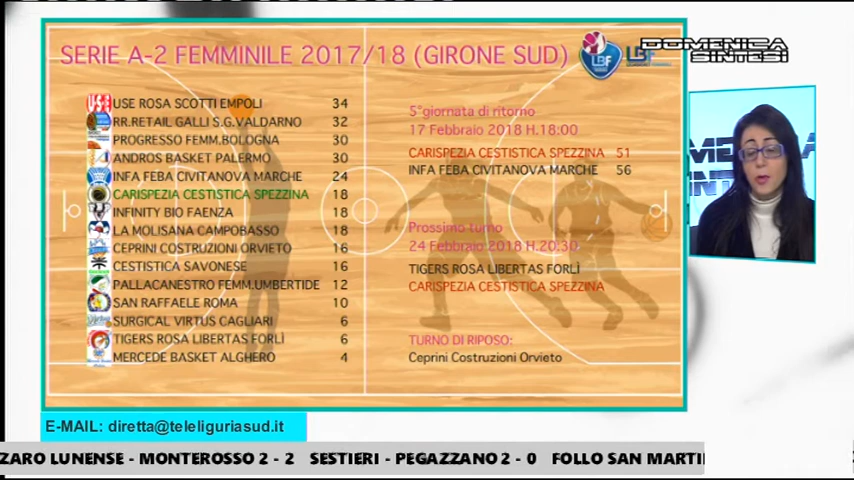 SERIE A-2 FEMMINILE 2017/18 (GIRONE SUD)
LBF
LBF
DOMENICA
SINTESI
USE ROSA SCOTTI EMPOLI 34
RR.RETAIL GALLI S.G.VALDARNO 32
PROGRESSO FEMM.BOLOGNA 30
ANDROS BASKET PALERMO 30
INFA FEBA CIVITANOVA MARCHE 24
CARISPEZIA CESTISTICA SPEZZINA 18
INFINITY BIO FAENZA 18
LA MOLISANA CAMPOBASSO 18
CEPRINI COSTRUZIONI ORVIETO 16
CESTISTICA SAVONESE 16
PALLACANESTRO FEMM.UMBERTIDE 12
SAN RAFFAELE ROMA 10
SURGICAL VIRTUS CAGLIARI 6
TIGERS ROSA LIBERTAS FORLÌ 6
MERCEDE BASKET ALGHERO 4
5°giornata di ritorno
17 Febbraio 2018 H.18:00
CARISPEZIA CESTISTICA SPEZZINA 51
INFA FEBA CIVITANOVA MARCHE 56
Prossimo turno
24 Febbraio 2018 H.20:30
TIGERS ROSA LIBERTAS FORLÌ
CARISPEZIA CESTISTICA SPEZZINA
TURNO DI RIPOSO:
Ceprini Costruzioni Orvieto
E-MAIL: diretta@teleliguriasud.it
ZARO LUNENSE - MONTEROSSO 2 - 2 SESTIERI - PEGAZZANO 2 - 0 FOLLO SAN MARTI